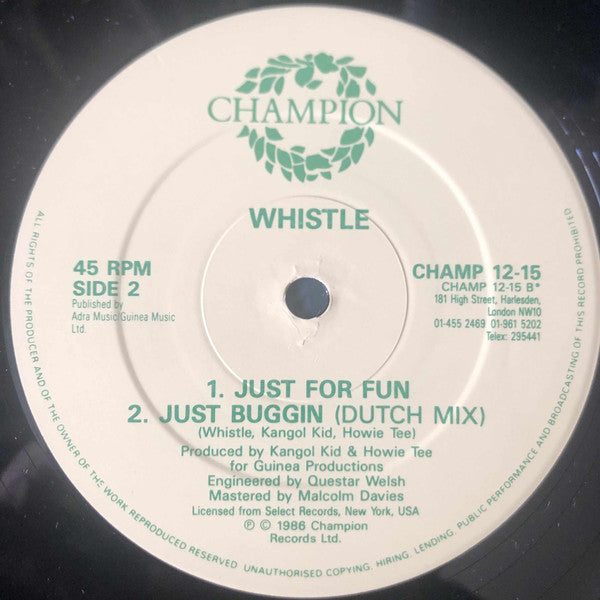 CHAMPION
WHISTLE
45 RPM
SIDE 2
Published by
Adra Music/Guinea Music
Ltd.
CHAMP 12-15
CHAMP 12-15 B*
181 High Street, Harlesden,
London NW10
01-455 2469 01-961 5202
Telex: 295441
1. JUST FOR FUN
2. JUST BUGGIN (DUTCH MIX)
(Whistle, Kangol Kid, Howie Tee)
Produced by Kangol Kid & Howie Tee
for Guinea Productions
Engineered by Questar Welsh
Mastered by Malcolm Davies
Licensed from Select Records, New York, USA
℗ © 1986 Champion
Records Ltd.
ALL RIGHTS OF THE PRODUCER AND OF THE OWNER OF THE WORK REPRODUCED RESERVED UNAUTHORISED COPYING. HIRING. LENDING. PUBLIC PERFORMANCE AND BROADCASTING OF THIS RECORD PROHIBITED